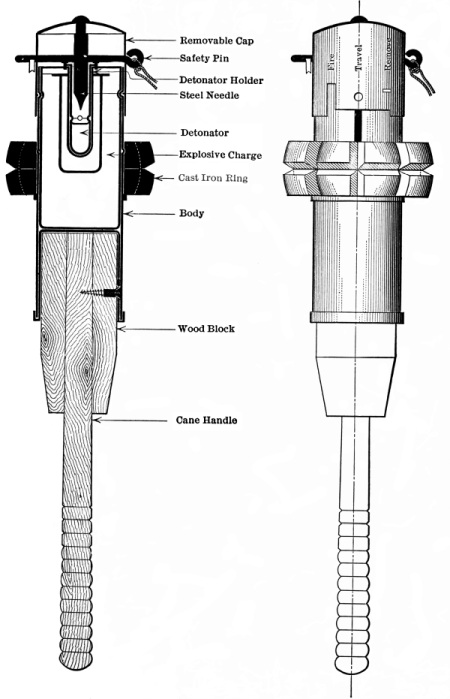 Removable Cap
Safety Pin
Detonator Holder
Steel Needle
Detonator
Explosive Charge
Cast Iron Ring
Body
Wood Block
Cane Handle
Fire
Travel
Remove